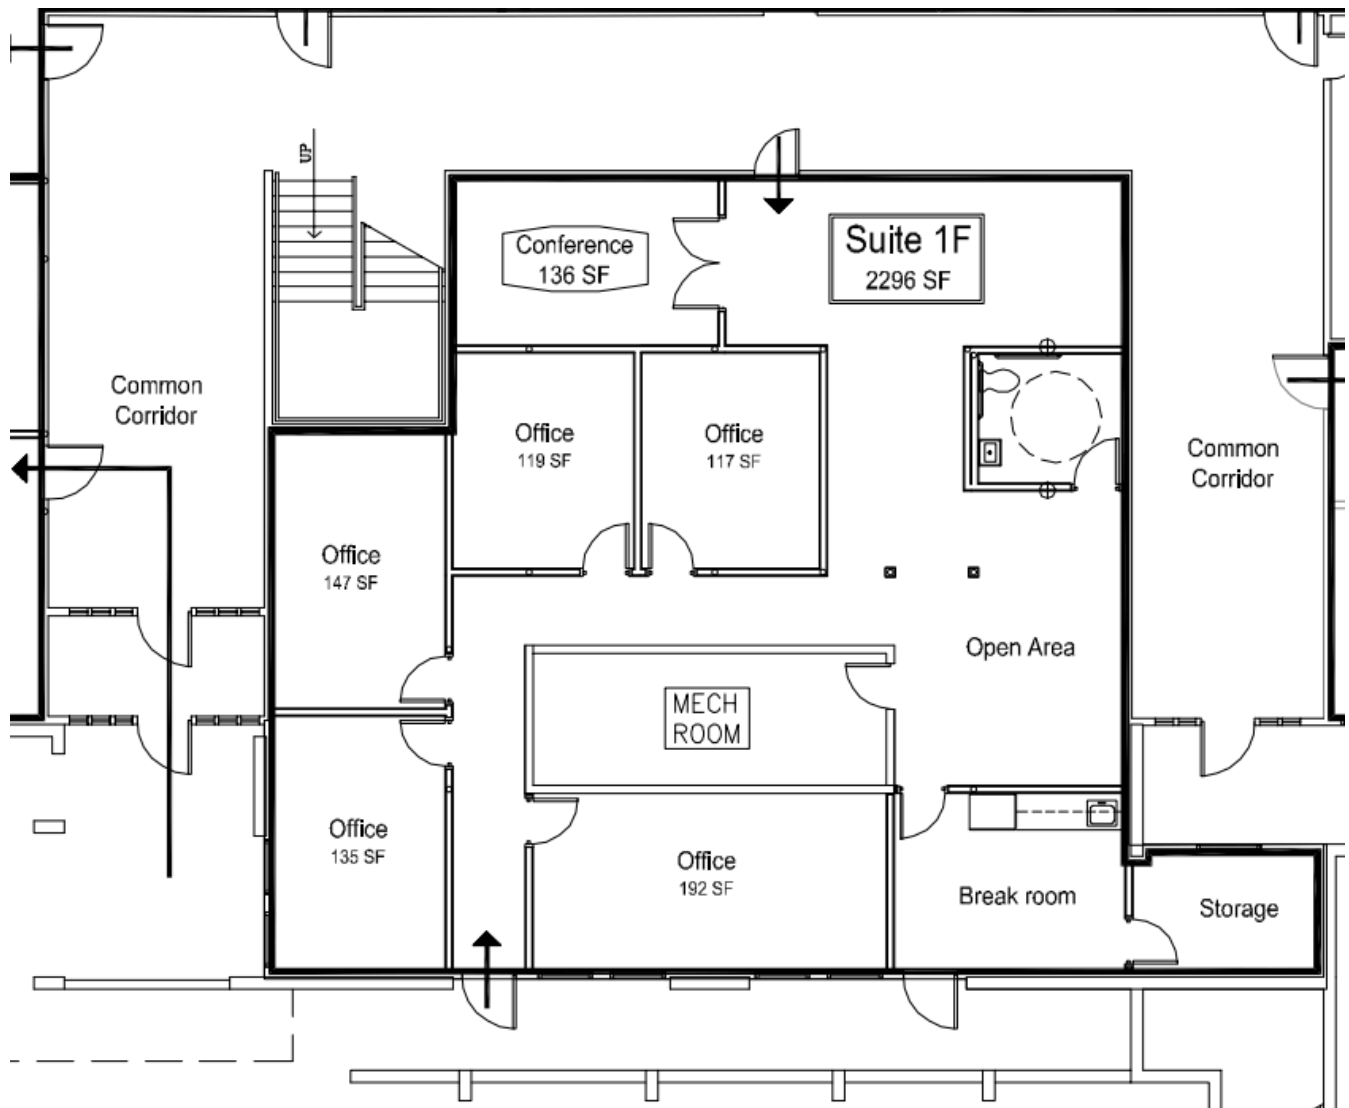 UP
Conference
136 SF
Suite 1F
2296 SF
Common
Corridor
Office
119 SF
Office
117 SF
Common
Corridor
Office
147 SF
Open Area
MECH
ROOM
Office
135 SF
Office
192 SF
Break room
Storage